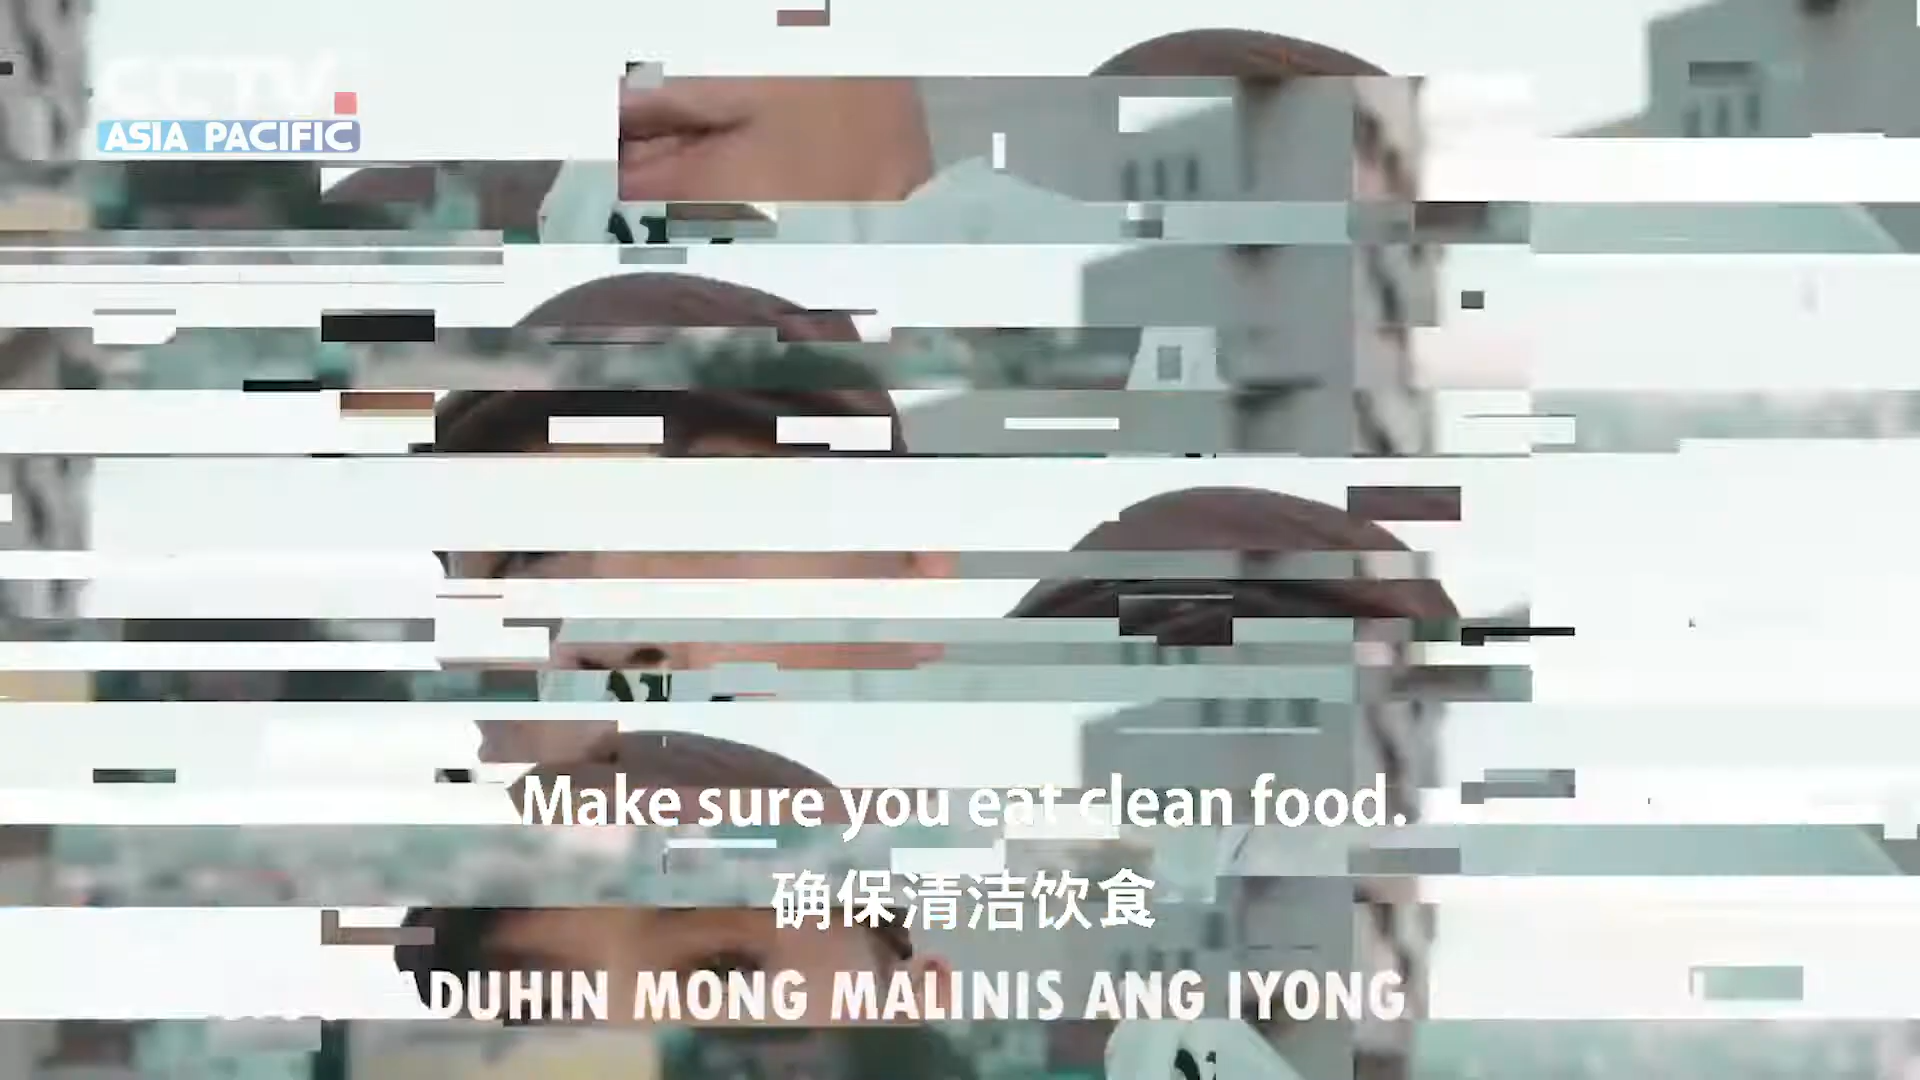 CCTV
ASIA PACIFIC
Make sure you eat clean food.
确保清洁饮食
DUHIN MONG MALINIS ANG IYONG